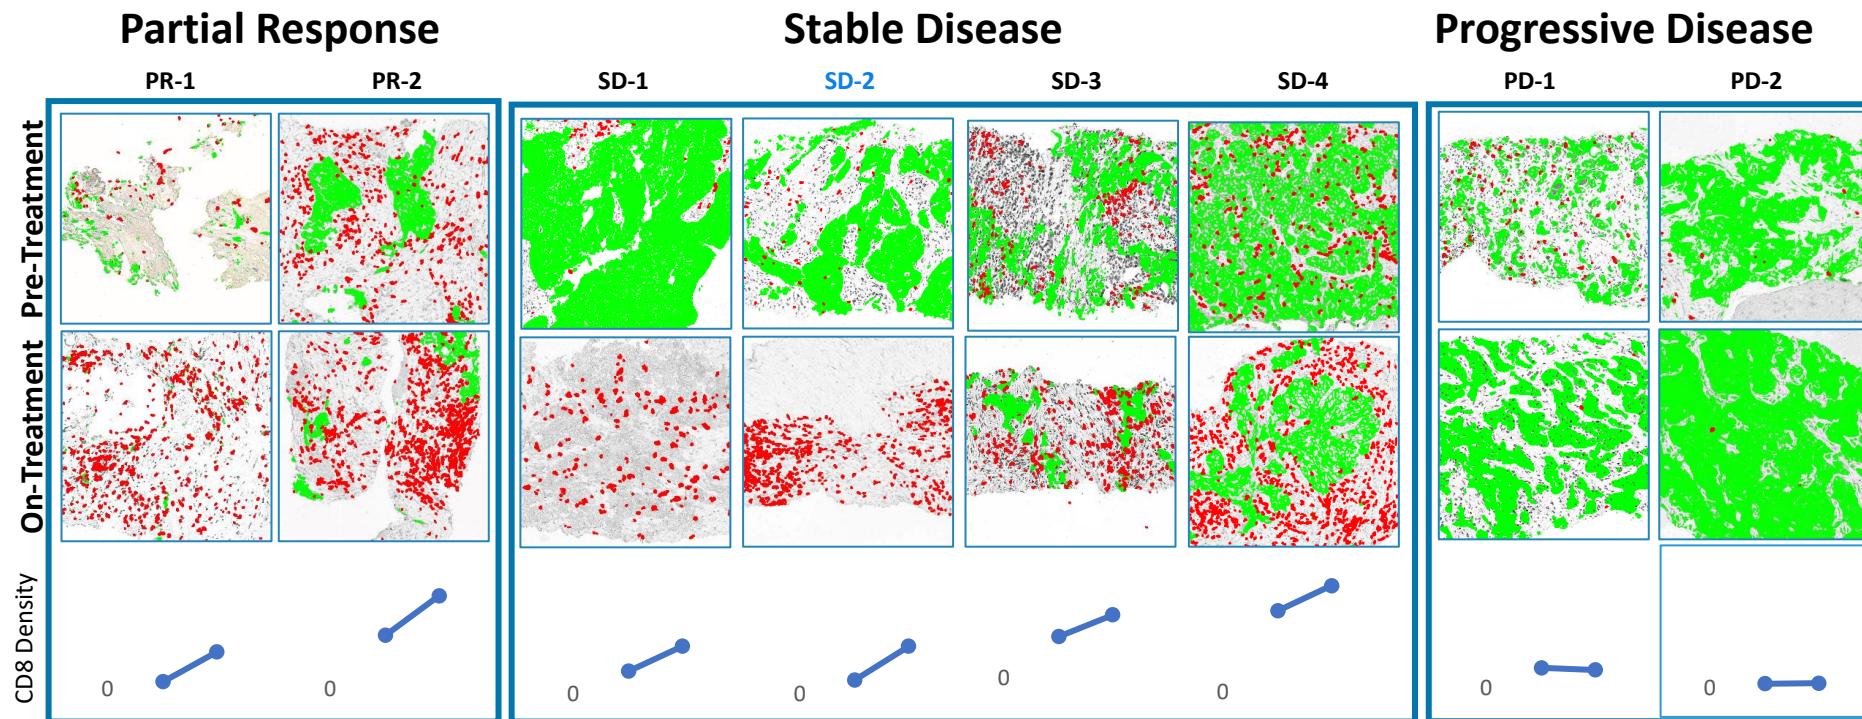 Partial Response
Stable Disease
Progressive Disease
PR-1
PR-2
SD-1
SD-2
SD-3
SD-4
PD-1
PD-2
Pre-Treatment
On-Treatment
CD8 Density
0
0
0
0
0
0
0
0